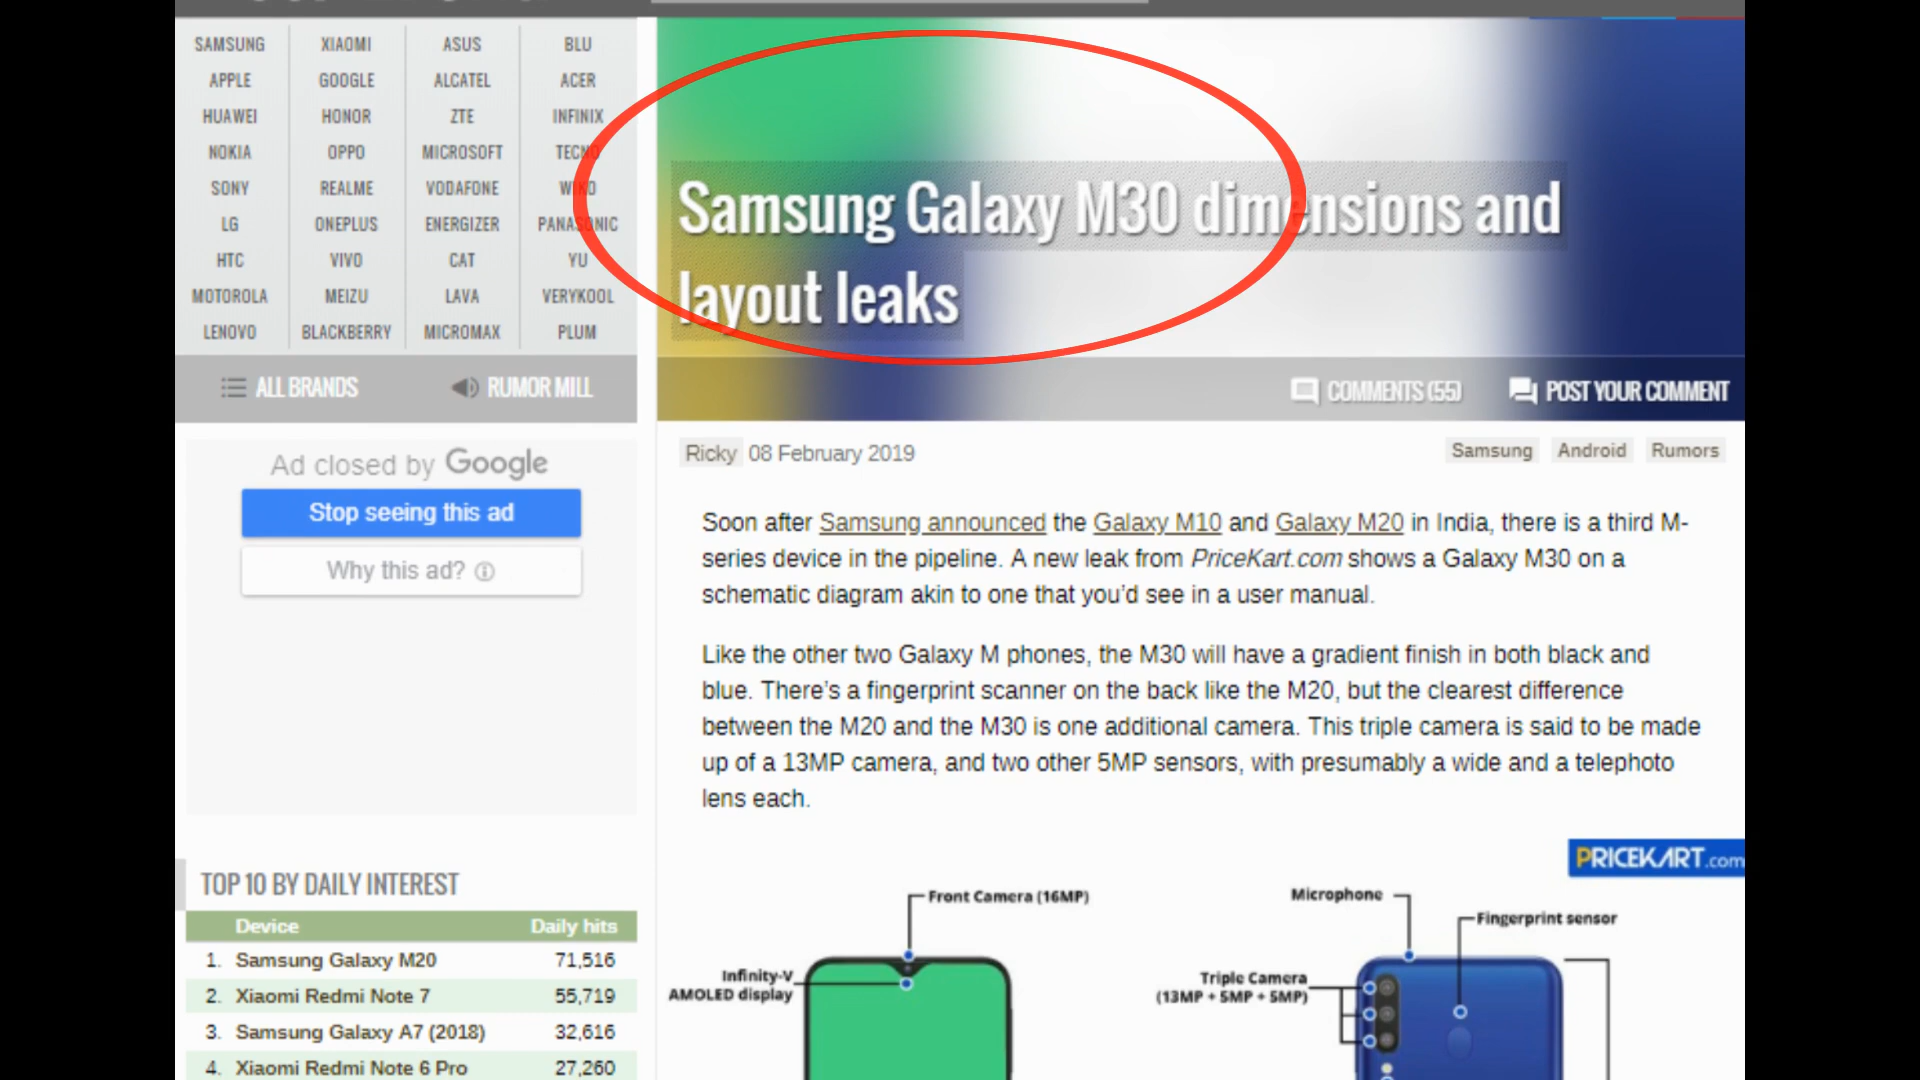 SAMSUNG XIAOMI ASUS BLU
APPLE GOOGLE ALCATEL ACER
HUAWEI HONOR ZTE INFINIX
NOKIA OPPO MICROSOFT TECNO
SONY REALME VODAFONE WIKO
LG ONEPLUS ENERGIZER PANASONIC
HTC VIVO CAT YU
MOTOROLA MEIZU LAVA VERYKOOL
LENOVO BLACKBERRY MICROMAX PLUM
ALL BRANDS RUMOR MILL
Ad closed by Google
Stop seeing this ad
Why this ad?
TOP 10 BY DAILY INTEREST
Device Daily hits
1. Samsung Galaxy M20 71,516
2. Xiaomi Redmi Note 7 55,719
3. Samsung Galaxy A7 (2018) 32,616
4. Xiaomi Redmi Note 6 Pro 27,260
Samsung Galaxy M30 dimensions and
layout leaks
COMMENTS (55) POST YOUR COMMENT
Ricky 08 February 2019 Samsung Android Rumors
Soon after Samsung announced the Galaxy M10 and Galaxy M20 in India, there is a third M-
series device in the pipeline. A new leak from PriceKart.com shows a Galaxy M30 on a
schematic diagram akin to one that you’d see in a user manual.
Like the other two Galaxy M phones, the M30 will have a gradient finish in both black and
blue. There’s a fingerprint scanner on the back like the M20, but the clearest difference
between the M20 and the M30 is one additional camera. This triple camera is said to be made
up of a 13MP camera, and two other 5MP sensors, with presumably a wide and a telephoto
lens each.
PRICEKART.com
Front Camera (16MP)
Infinity-V
AMOLED display
Microphone
Fingerprint sensor
Triple Camera
(13MP + 5MP + 5MP)